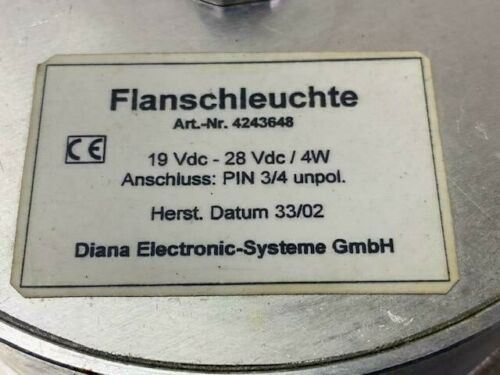 Flanschleuchte
Art.-Nr. 4243648
CE
19 Vdc - 28 Vdc / 4W
Anschluss: PIN 3/4 unpol.
Herst. Datum 33/02
Diana Electronic-Systeme GmbH